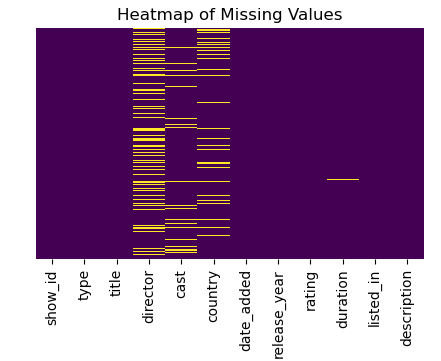 Heatmap of Missing Values
show_id
type
title
director
cast
country
date_added
release_year
rating
duration
listed_in
description